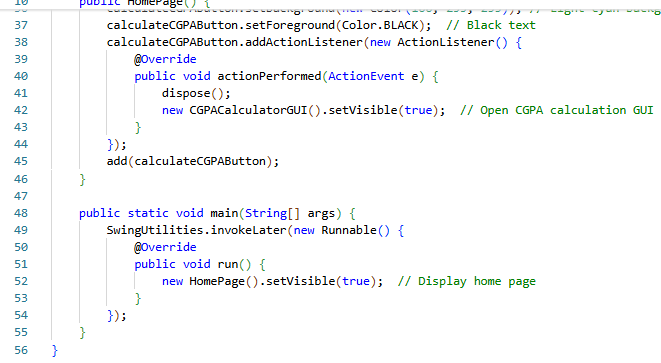 10 public HomePage() {
37 calculateCGPAButton.setForeground(Color.BLACK);  // Black text
38 calculateCGPAButton.addActionListener(new ActionListener() {
39 @Override
40 public void actionPerformed(ActionEvent e) {
41 dispose();
42 new CGPACalculatorGUI().setVisible(true);  // Open CGPA calculation GUI
43 }
44 });
45 add(calculateCGPAButton);
46 }
47
48 public static void main(String[] args) {
49 SwingUtilities.invokeLater(new Runnable() {
50 @Override
51 public void run() {
52 new HomePage().setVisible(true);  // Display home page
53 }
54 });
55 }
56 }